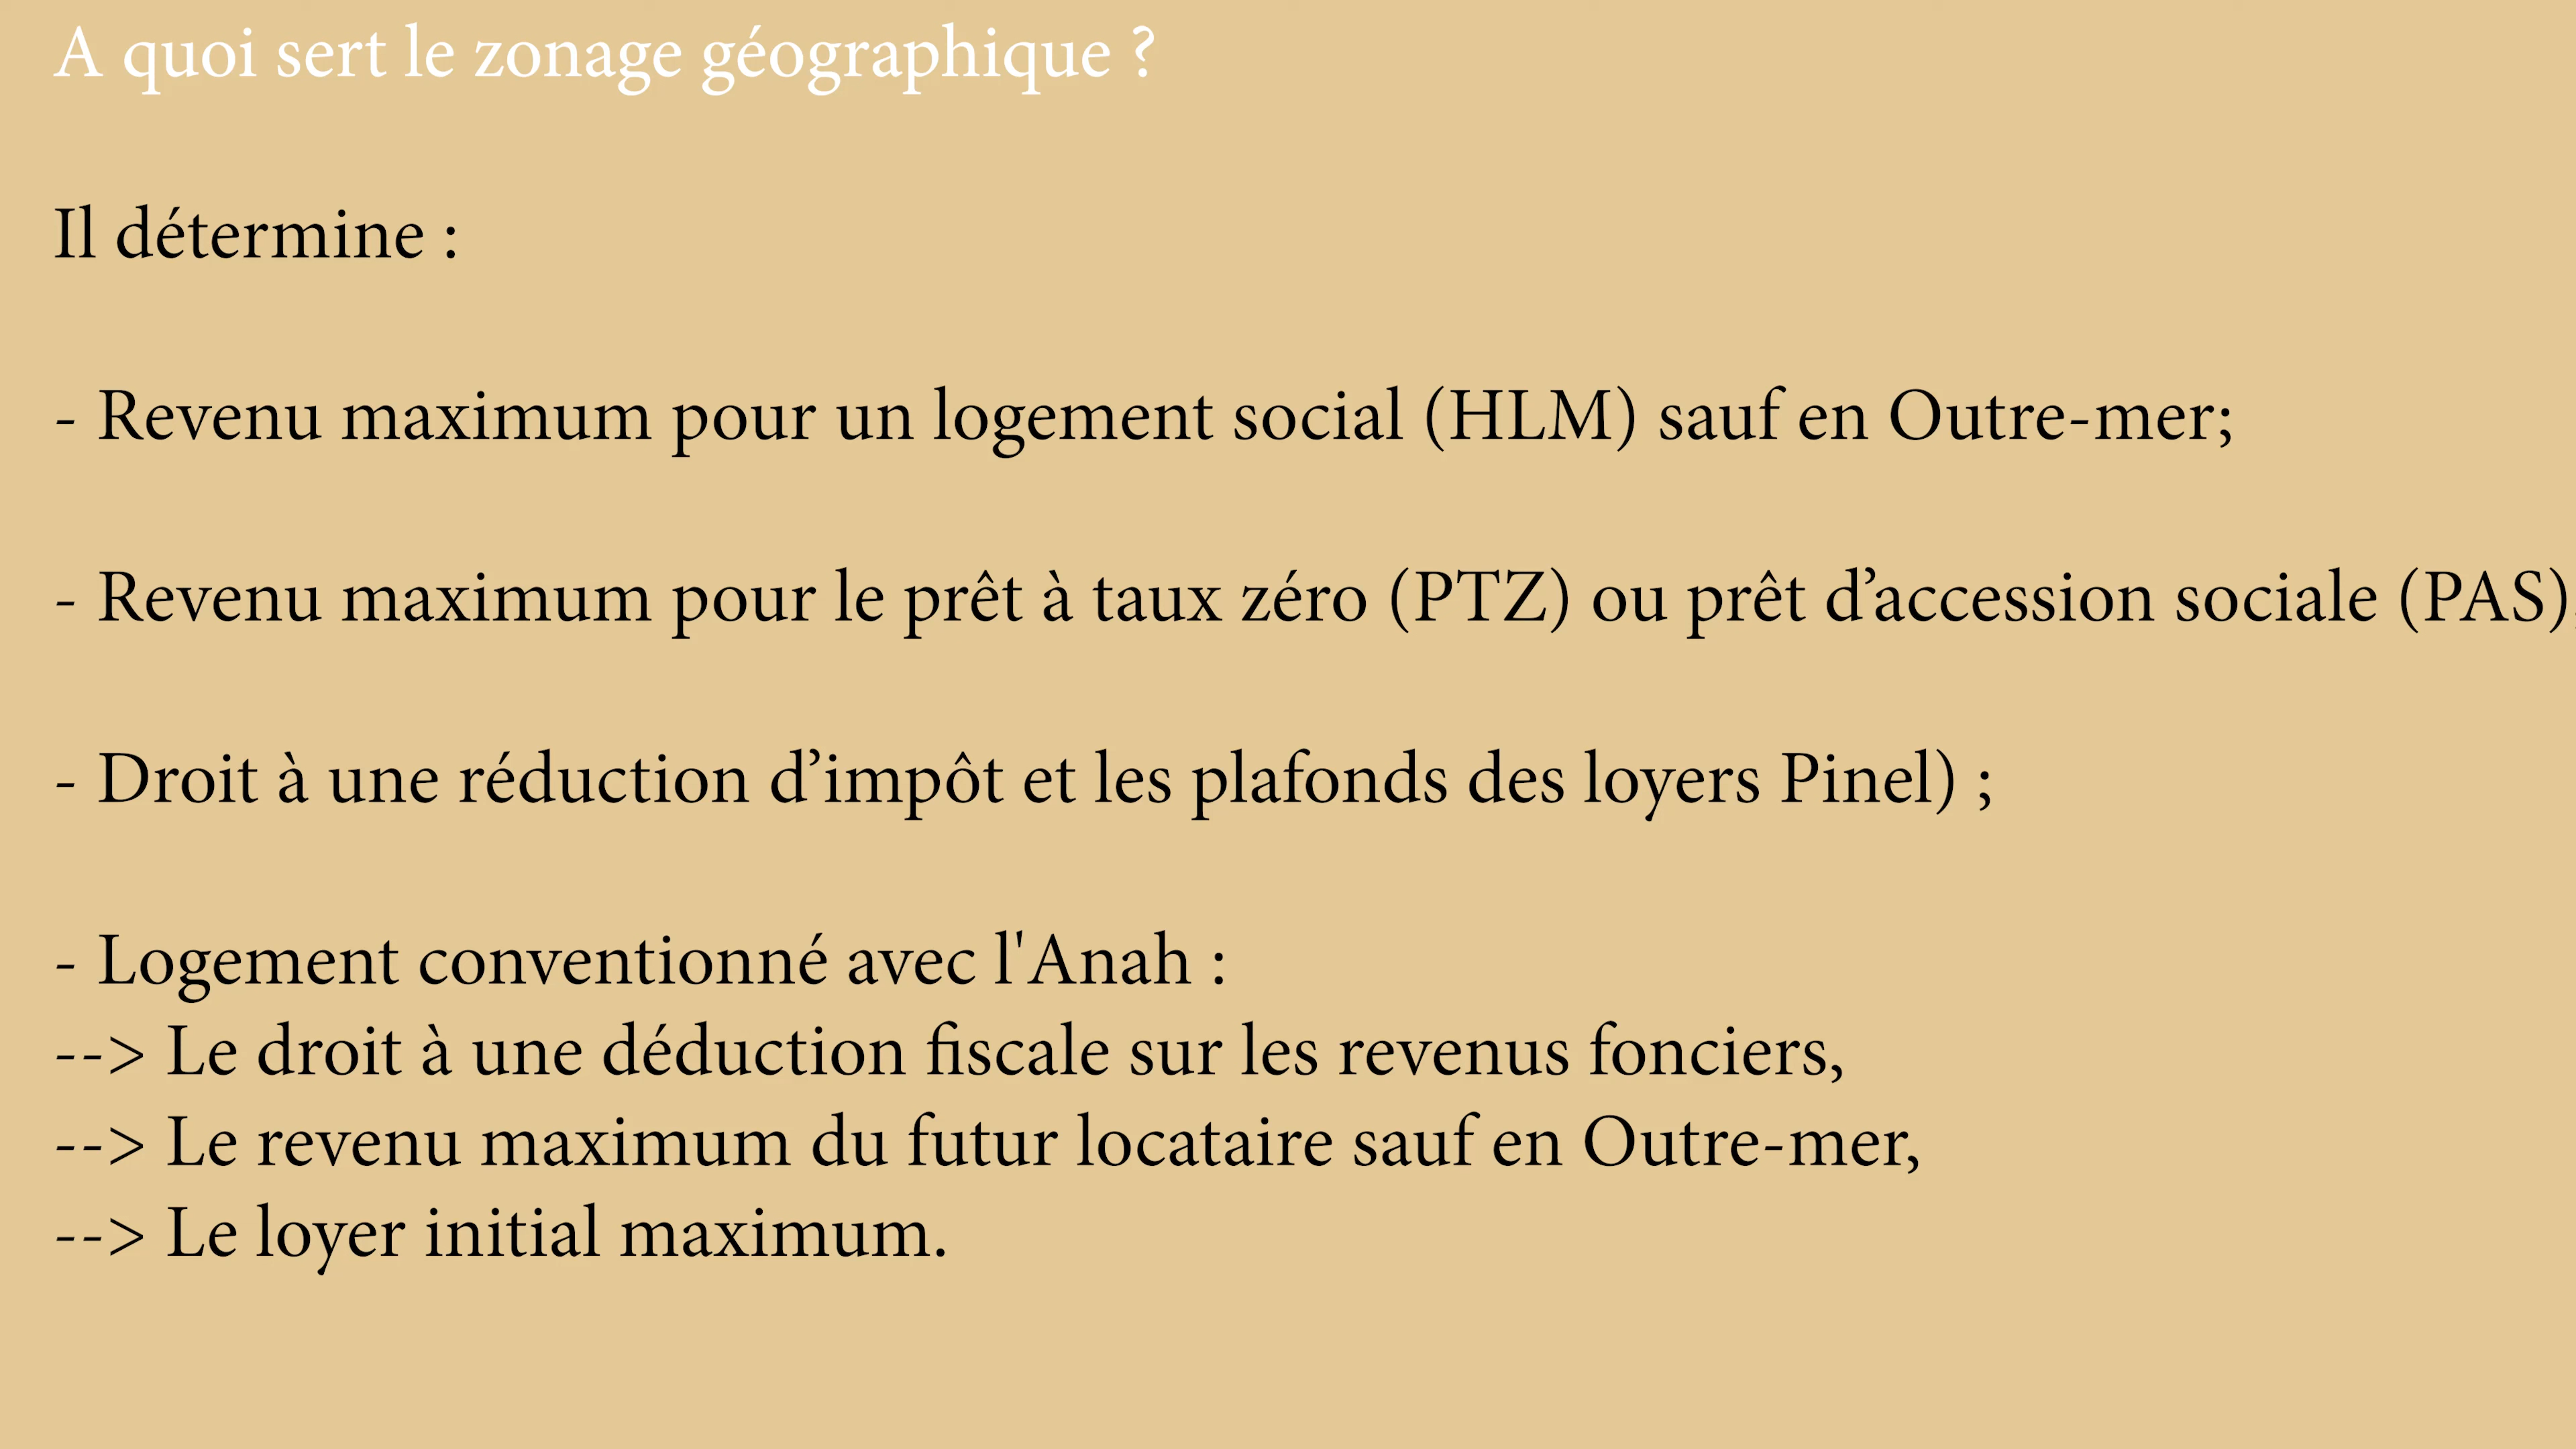 A quoi sert le zonage géographique ?
Il détermine :
- Revenu maximum pour un logement social (HLM) sauf en Outre-mer;
- Revenu maximum pour le prêt à taux zéro (PTZ) ou prêt d’accession sociale (PAS)
- Droit à une réduction d’impôt et les plafonds des loyers Pinel) ;
- Logement conventionné avec l'Anah :
--> Le droit à une déduction fiscale sur les revenus fonciers,
--> Le revenu maximum du futur locataire sauf en Outre-mer,
--> Le loyer initial maximum.